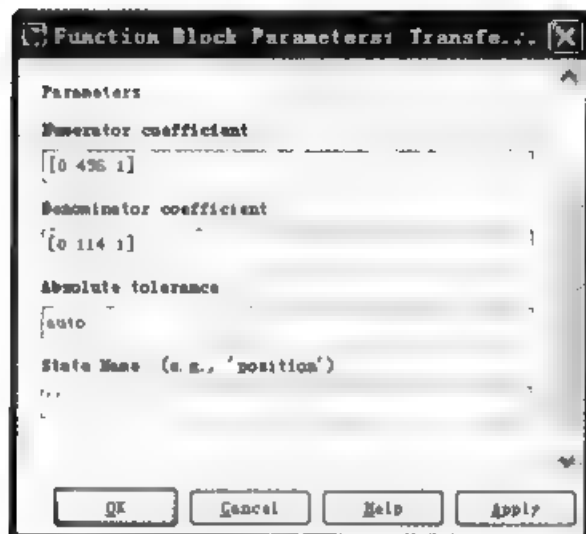 Function Block Parameters: Transfe...
Parameters
Numerator coefficient
[0 496 1]
Denominator coefficient
[0 114 1]
Absolute tolerance
auto
State Name (e.g., 'position')
''
OK
Cancel
Help
Apply